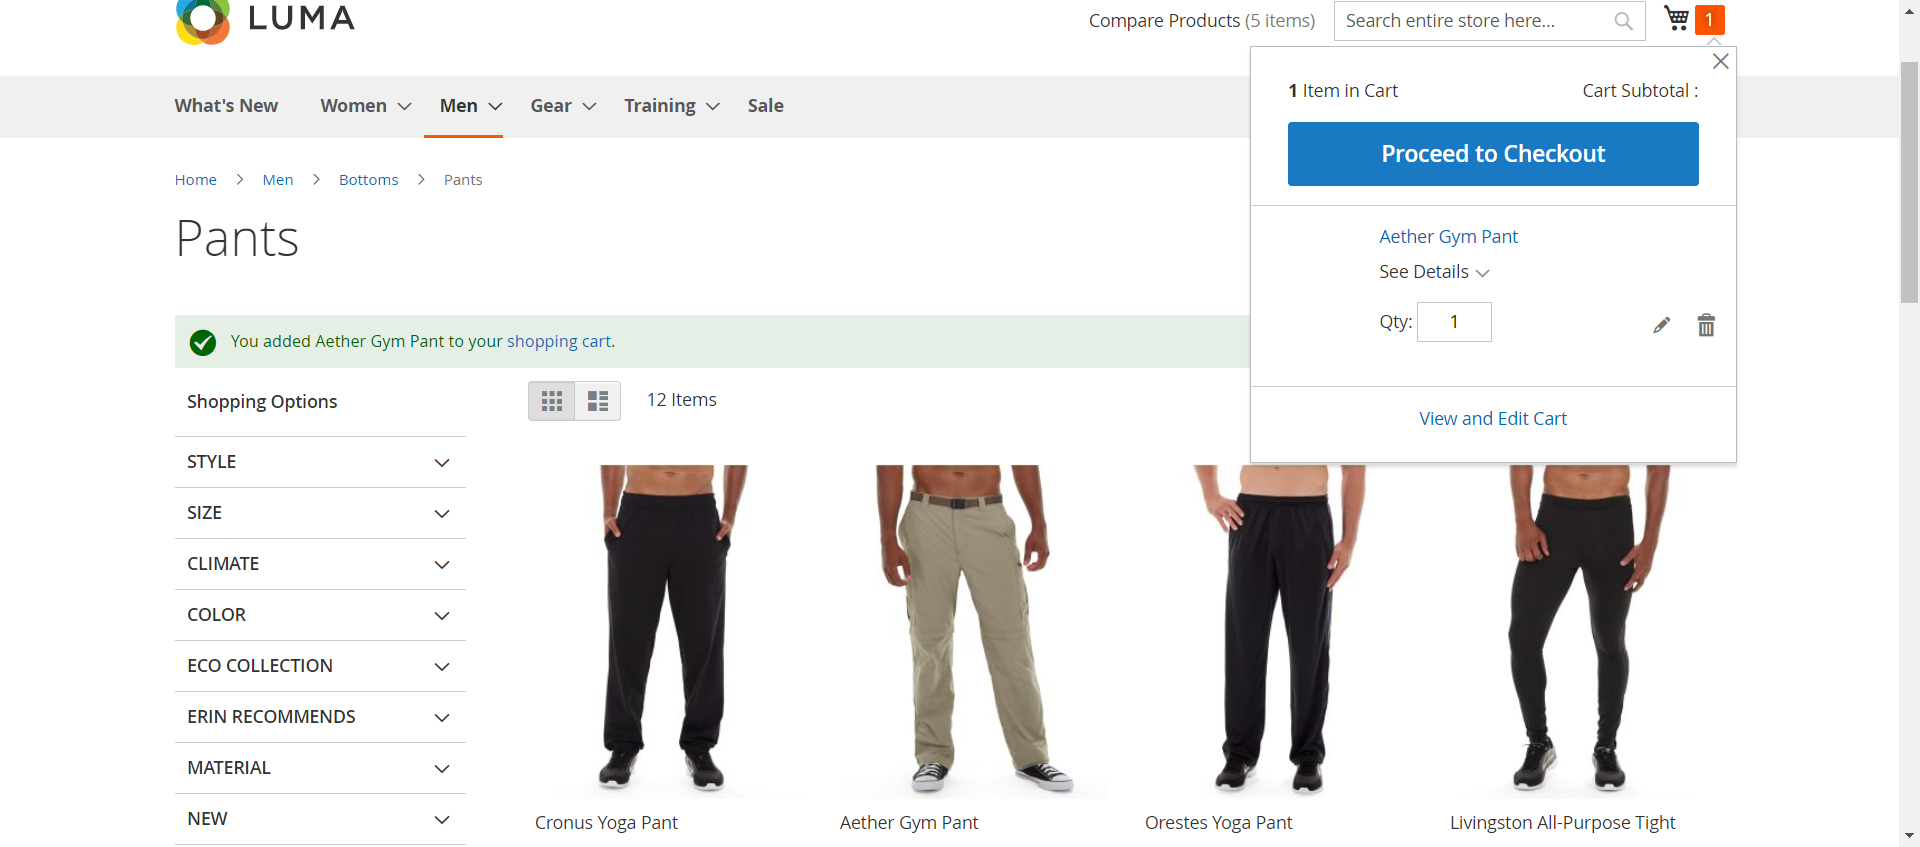 LUMA
Compare Products (5 items)
Search entire store here...
1
What's New
Women
Men
Gear
Training
Sale
1 Item in Cart
Cart Subtotal :
Proceed to Checkout
Aether Gym Pant
See Details
Qty: 1
View and Edit Cart
Home > Men > Bottoms > Pants
Pants
You added Aether Gym Pant to your shopping cart.
Shopping Options
12 Items
STYLE
SIZE
CLIMATE
COLOR
ECO COLLECTION
ERIN RECOMMENDS
MATERIAL
NEW
Cronus Yoga Pant
Aether Gym Pant
Orestes Yoga Pant
Livingston All-Purpose Tight